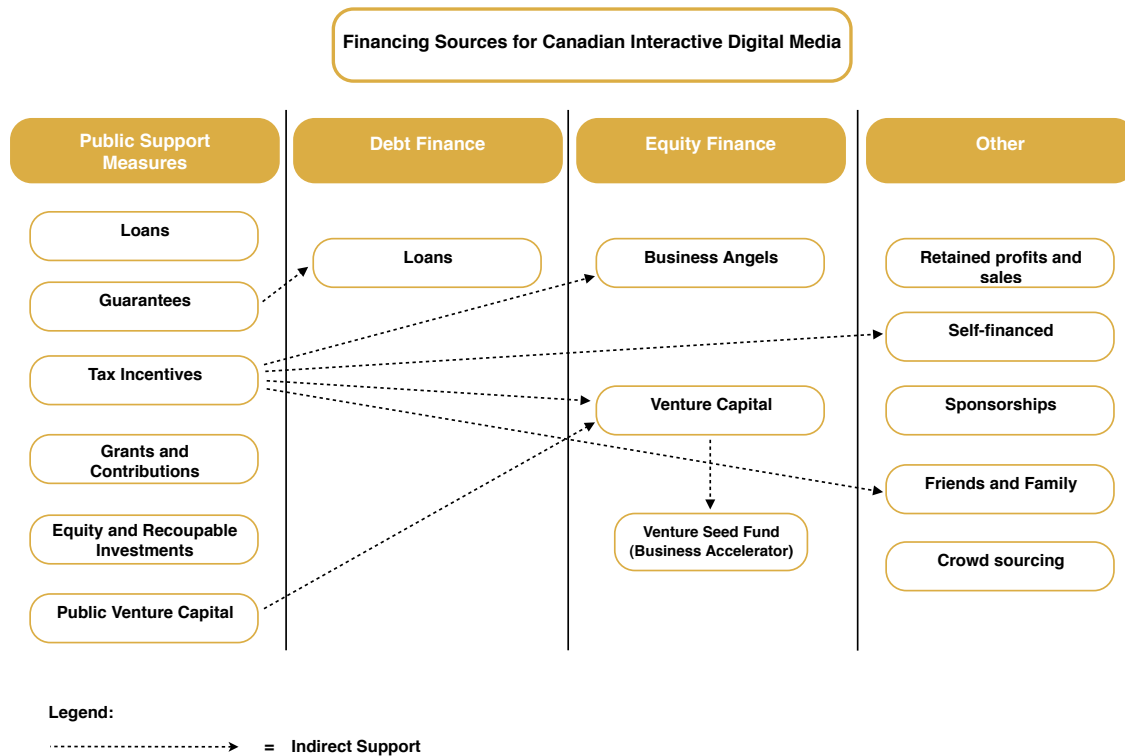 Financing Sources for Canadian Interactive Digital Media
Public Support
Measures
Loans
Guarantees
Tax Incentives
Grants and
Contributions
Equity and Recoupable
Investments
Public Venture Capital
Debt Finance
Loans
Equity Finance
Business Angels
Venture Capital
Venture Seed Fund
(Business Accelerator)
Other
Retained profits and
sales
Self-financed
Sponsorships
Friends and Family
Crowd sourcing
Legend:
= Indirect Support